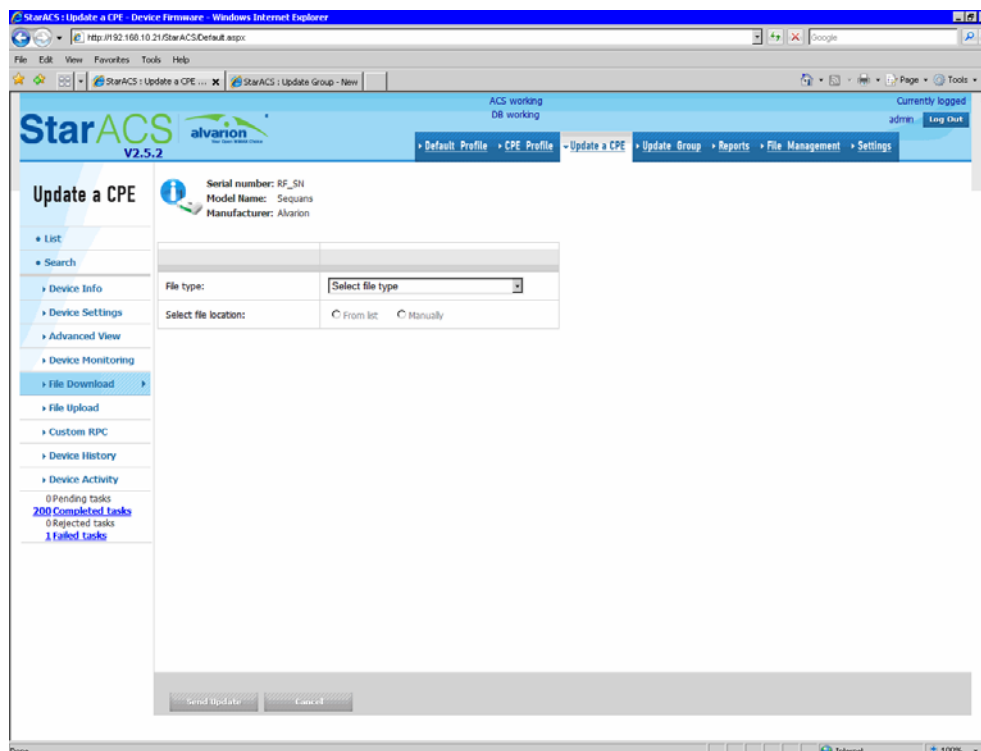 StarACS : Update a CPE - Device Firmware - Windows Internet Explorer
http://192.168.10.21/StarACS/Default.aspx
Google
File Edit View Favorites Tools Help
StarACS : Update a CPE ... StarACS : Update Group - New
Page Tools
ACS working
DB working
Currently logged
admin Log Out
StarACS
V2.5.2
alvarion
Default Profile CPE Profile Update a CPE Update Group Reports File Management Settings
Update a CPE
Serial number: RF_SN
Model Name: Sequans
Manufacturer: Alvarion
List
Search
Device Info
Device Settings
Advanced View
Device Monitoring
File Download
File Upload
Custom RPC
Device History
Device Activity
0 Pending tasks
200 Completed tasks
0 Rejected tasks
1 Failed tasks
File type: Select file type
Select file location: From list Manually
Send Update Cancel
Done Internet 100%